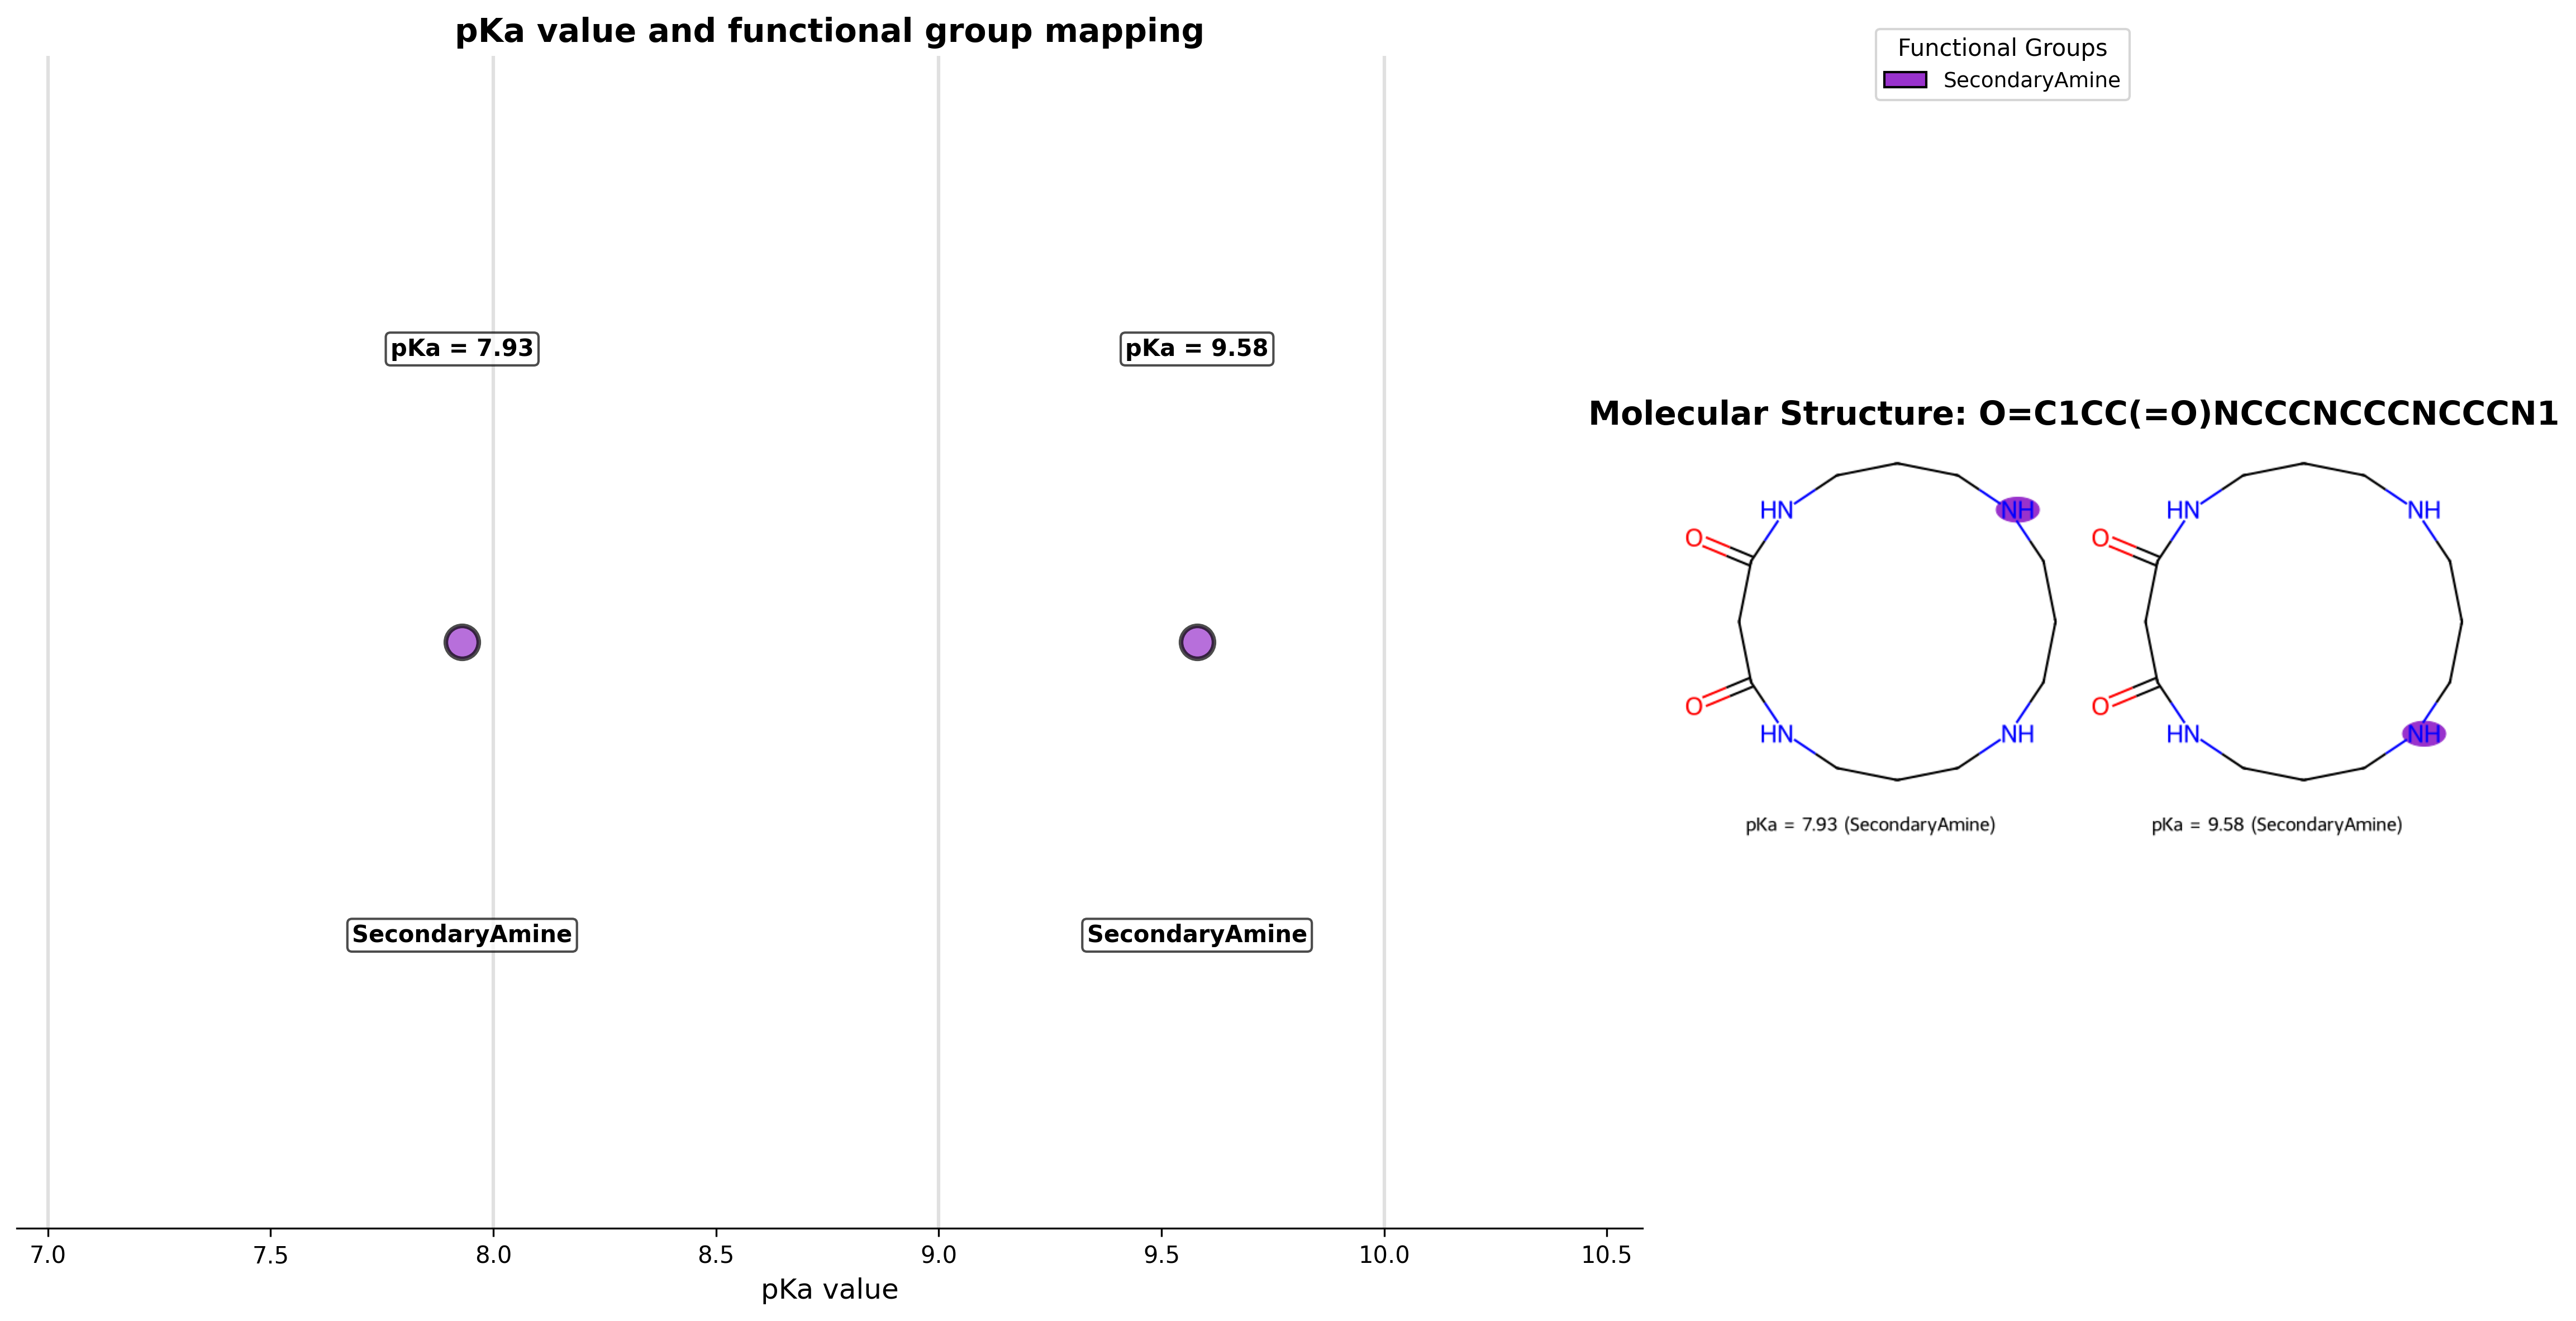 pKa value and functional group mapping
Functional Groups
SecondaryAmine
pKa = 7.93
pKa = 9.58
SecondaryAmine
SecondaryAmine
7.0 7.5 8.0 8.5 9.0 9.5 10.0 10.5
pKa value
Molecular Structure: O=C1CC(=O)NCCCNCCCNCCCN1
HN NH HN NH
O O
O O
HN NH HN NH
pKa = 7.93 (SecondaryAmine)
pKa = 9.58 (SecondaryAmine)